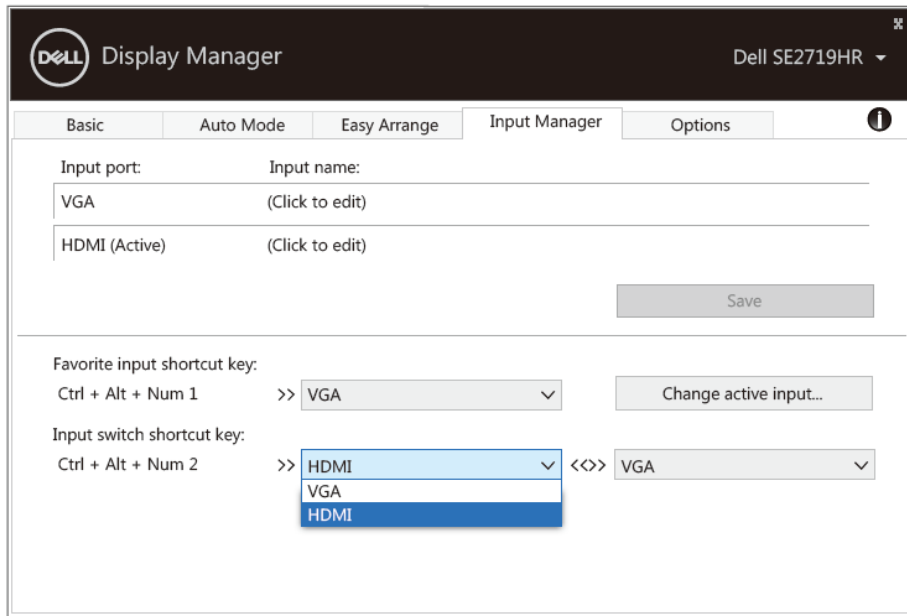 DELL Display Manager
Dell SE2719HR
Basic Auto Mode Easy Arrange Input Manager Options i
Input port: Input name:
VGA (Click to edit)
HDMI (Active) (Click to edit)
Save
Favorite input shortcut key:
Ctrl + Alt + Num 1 >> VGA Change active input...
Input switch shortcut key:
Ctrl + Alt + Num 2 >> HDMI <<>> VGA
VGA
HDMI